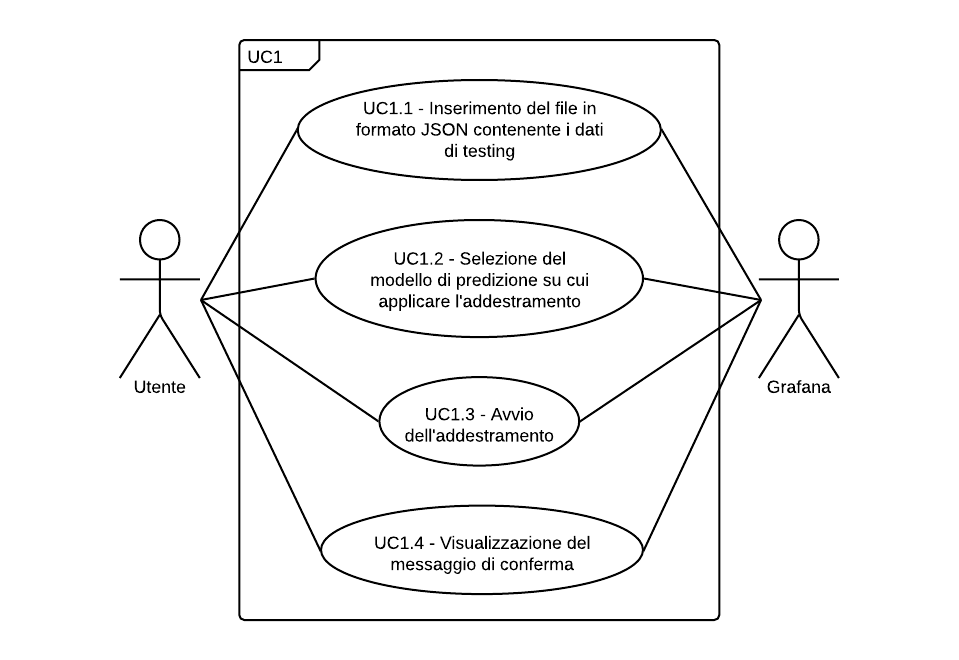 UC1
UC1.1 - Inserimento del file in
formato JSON contenente i dati
di testing
UC1.2 - Selezione del
modello di predizione su cui
applicare l'addestramento
Utente
Grafana
UC1.3 - Avvio
dell'addestramento
UC1.4 - Visualizzazione del
messaggio di conferma